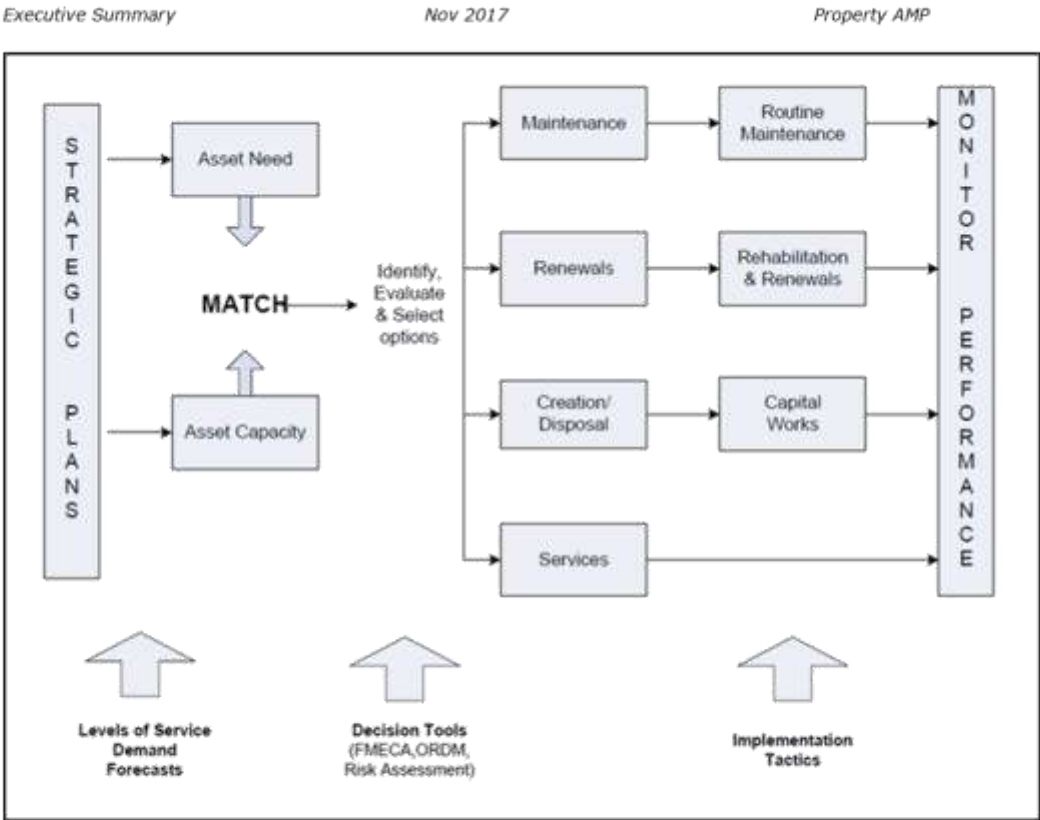 Executive Summary Nov 2017 Property AMP
STRATEGIC PLANS
Asset Need
MATCH
Asset Capacity
Identify,
Evaluate
& Select
options
Maintenance
Routine
Maintenance
Renewals
Rehabilitation
& Renewals
Creation/
Disposal
Capital
Works
Services
MONITOR PERFORMANCE
Levels of Service
Demand
Forecasts
Decision Tools
(FMECA,ORDM,
Risk Assessment)
Implementation
Tactics